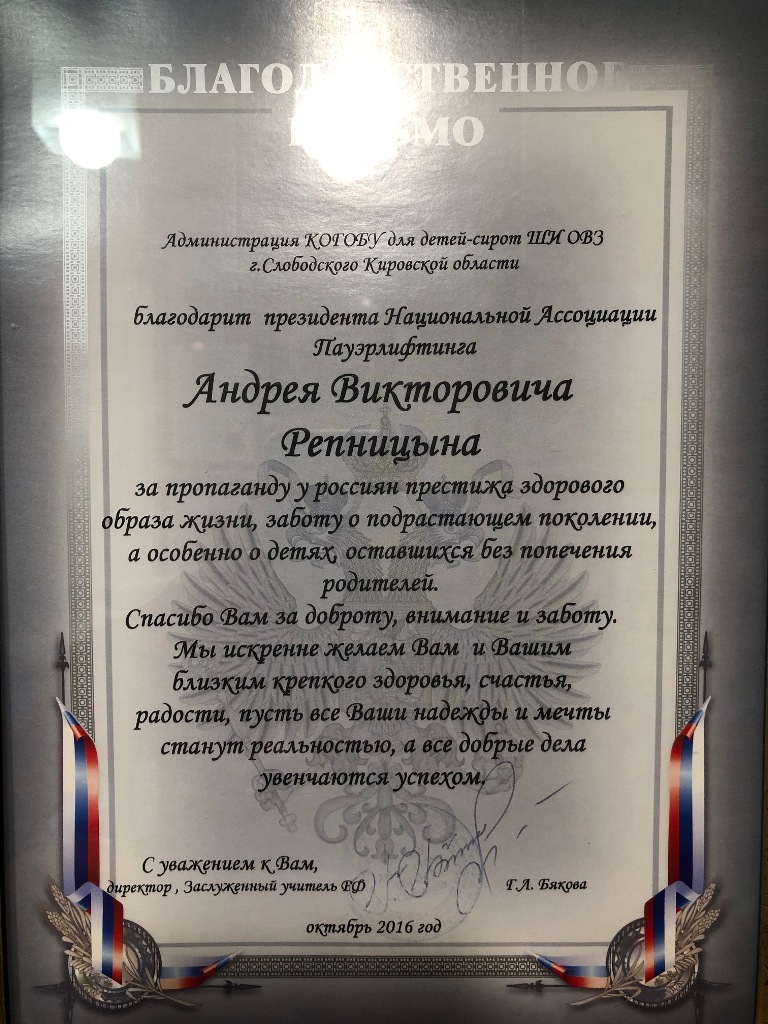 БЛАГОДАРСТВЕННОЕ
ПИСЬМО
Администрация КОГОБУ для детей-сирот ШИ ОВЗ
г.Слободского Кировской области
благодарит президента Национальной Ассоциации
Пауэрлифтинга
Андрея Викторовича
Репницына
за пропаганду у россиян престижа здорового
образа жизни, заботу о подрастающем поколении,
а особенно о детях, оставшихся без попечения
родителей.
Спасибо Вам за доброту, внимание и заботу.
Мы искренне желаем Вам и Вашим
близким крепкого здоровья, счастья,
радости, пусть все Ваши надежды и мечты
станут реальностью, а все добрые дела
увенчаются успехом.
С уважением к Вам,
директор , Заслуженный учитель РФ Г.Л. Бякова
октябрь 2016 год